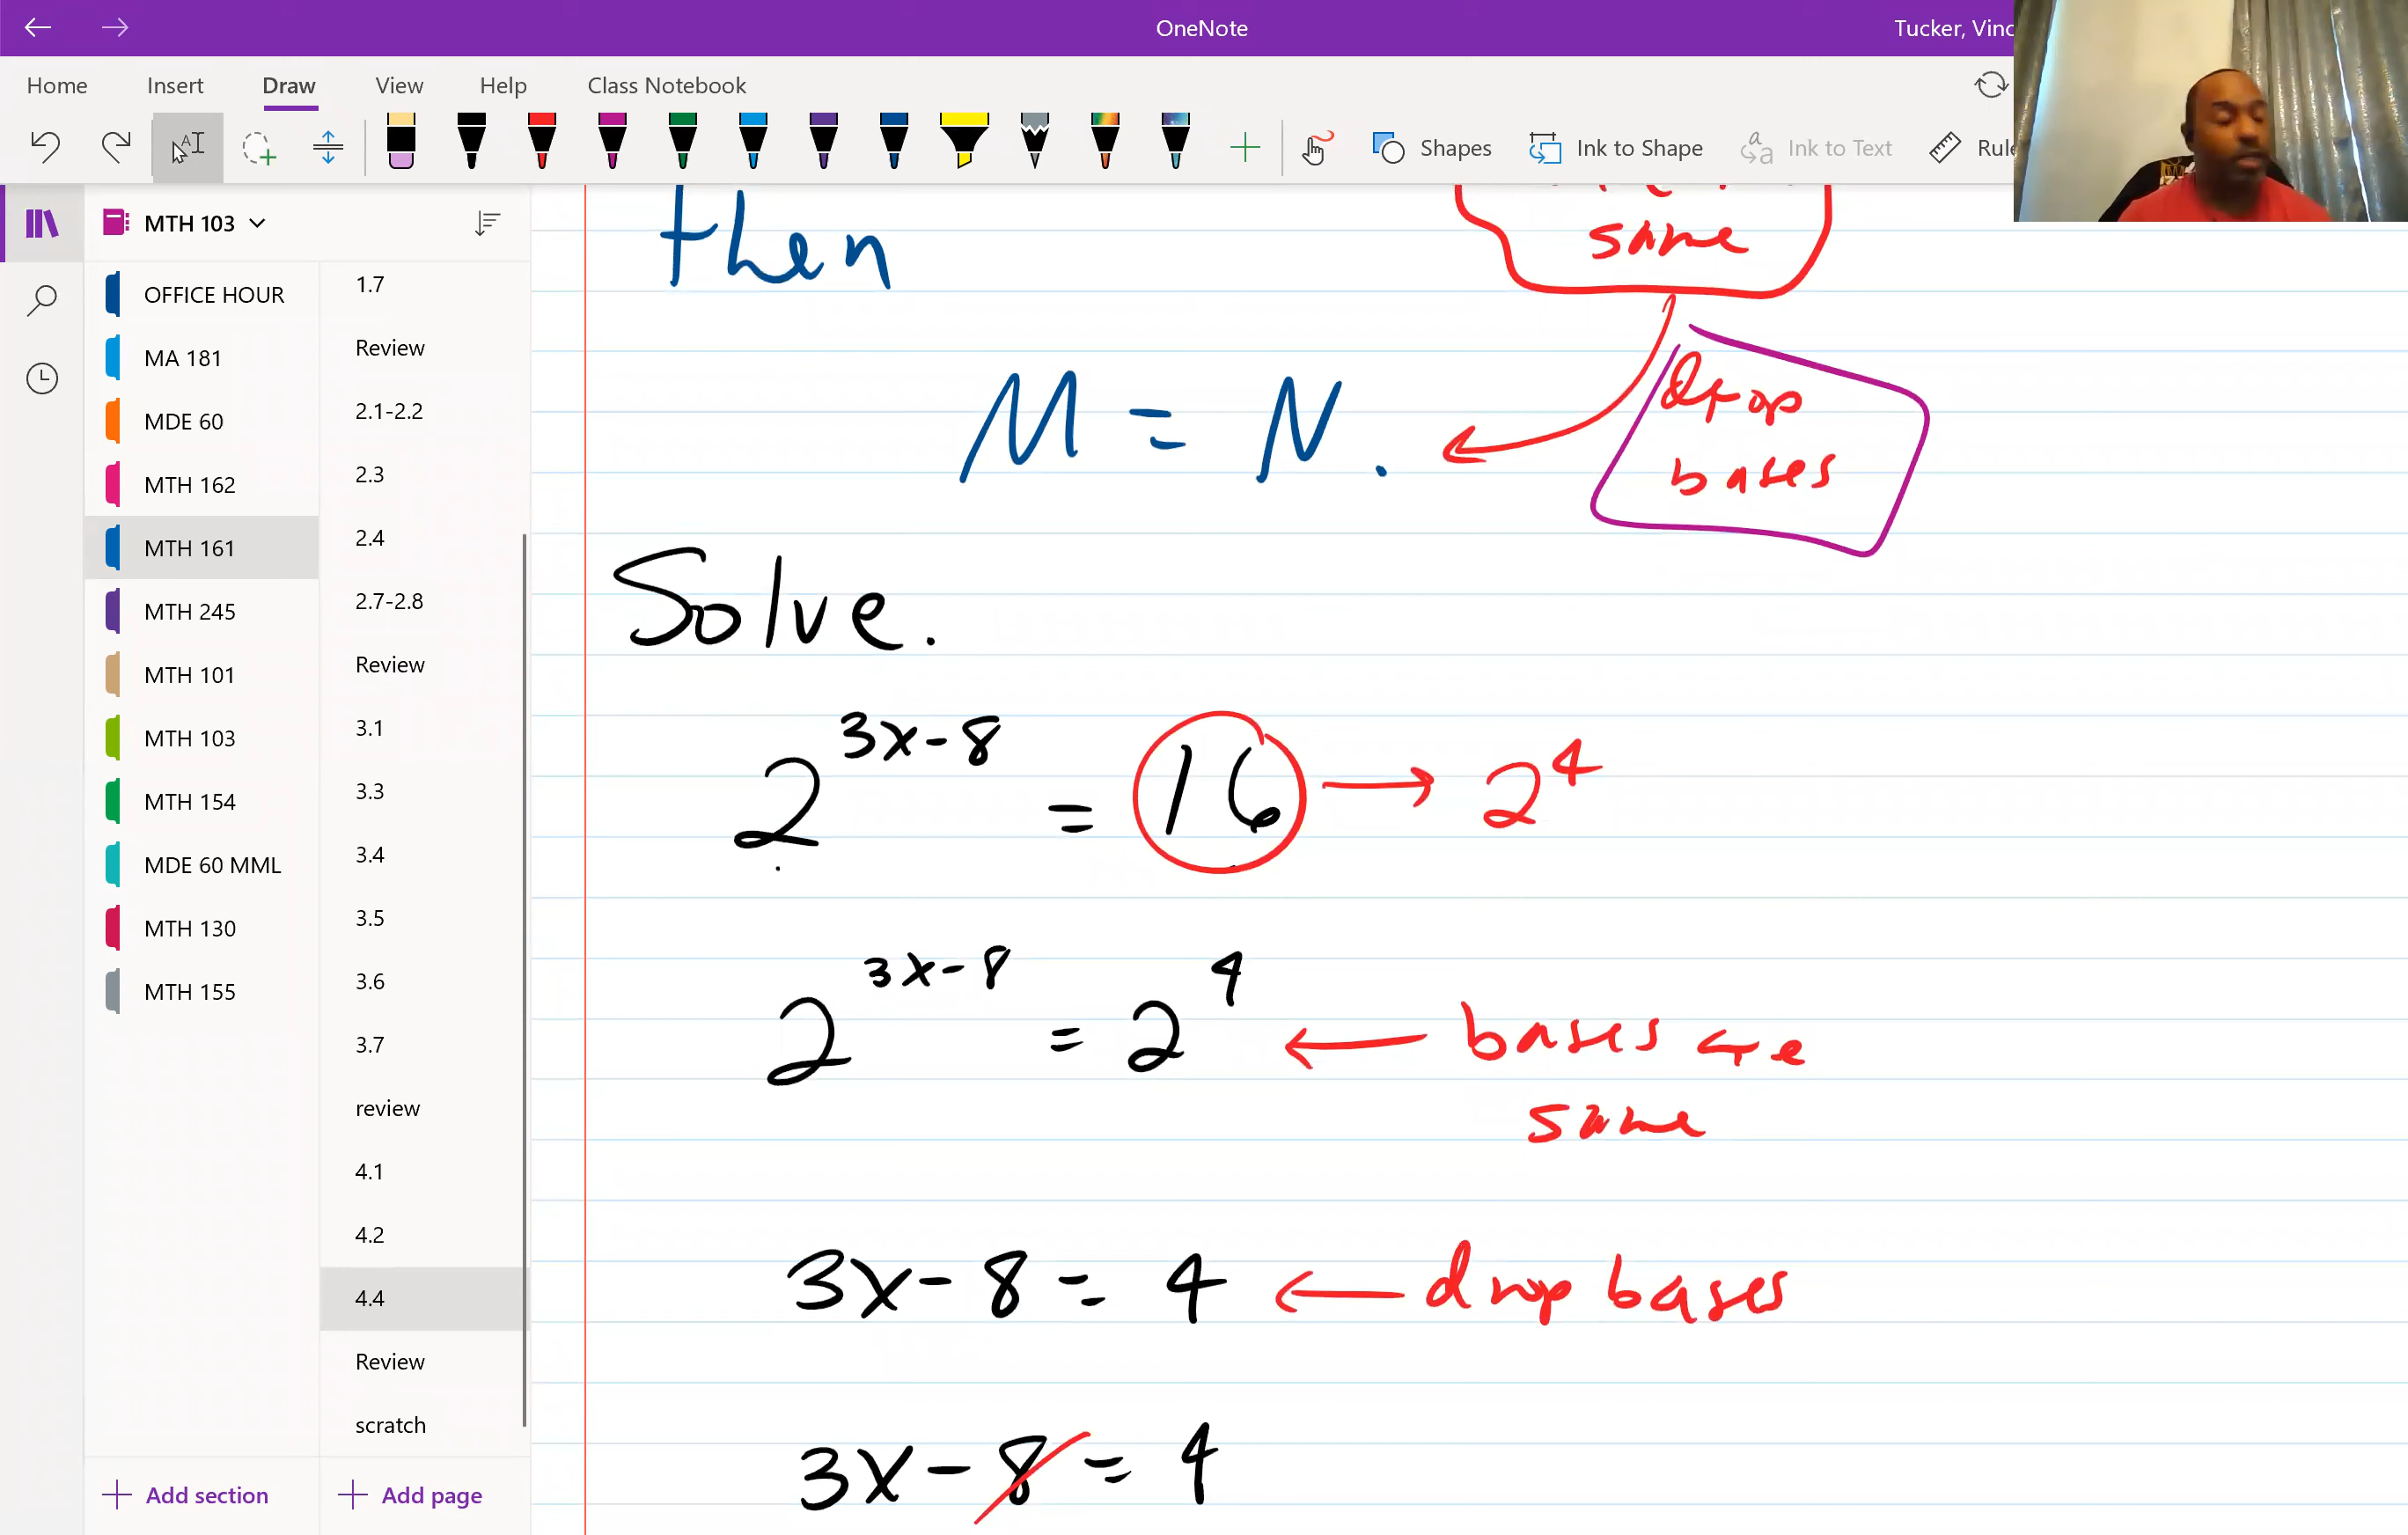 OneNote
Tucker, Vinc
Home Insert Draw View Help Class Notebook
Shapes Ink to Shape Ink to Text Rule
MTH 103
OFFICE HOUR
MA 181
MDE 60
MTH 162
MTH 161
MTH 245
MTH 101
MTH 103
MTH 154
MDE 60 MML
MTH 130
MTH 155
Add section
1.7
Review
2.1-2.2
2.3
2.4
2.7-2.8
Review
3.1
3.3
3.4
3.5
3.6
3.7
review
4.1
4.2
4.4
Review
scratch
Add page
then
same
M = N.
drop
bases
Solve.
2^{3x-8} = 16 → 2^4
2^{3x-8} = 2^4 ← bases are
same
3x-8 = 4 ← drop bases
3x-8 = 4